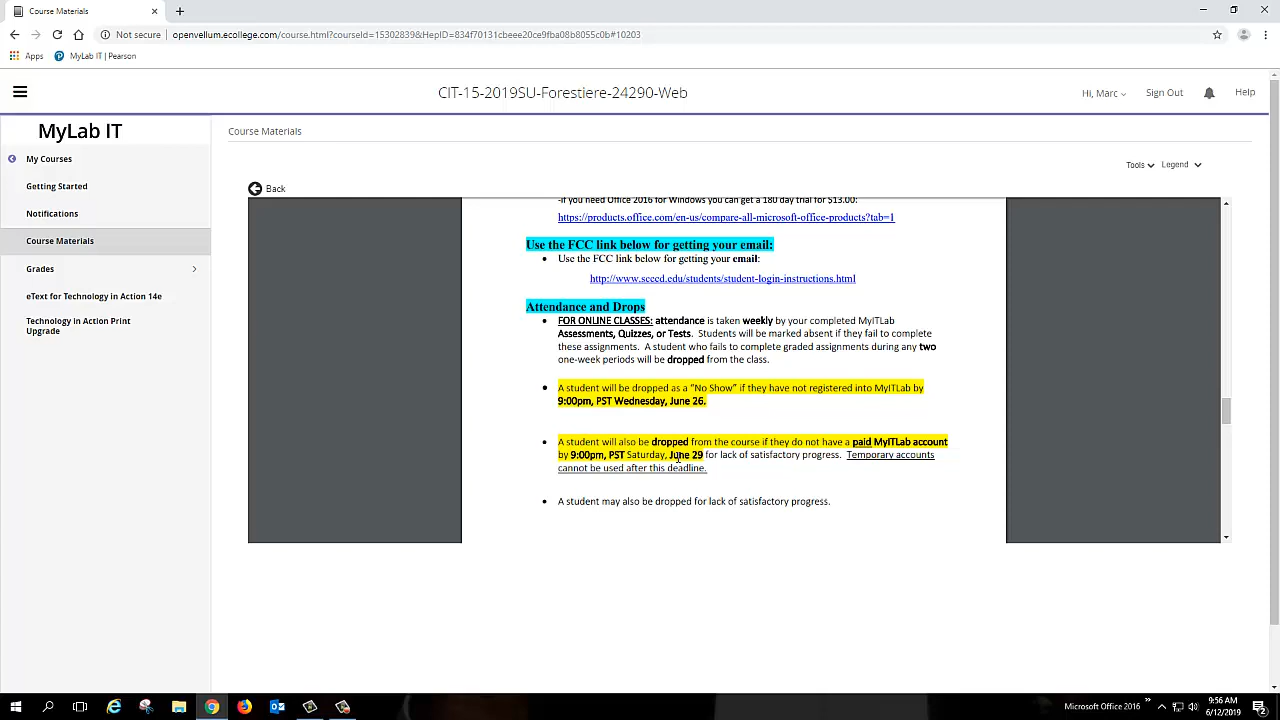 Course Materials
Not secure | openvellum.ecollege.com/course.html?courseId=15302839&HepID=834f70131cbeee20ce9fba08b8055c0b#10203
Apps MyLab IT | Pearson
CIT-15-2019SU-Forestiere-24290-Web
Hi, Marc Sign Out Help
MyLab IT
My Courses
Getting Started
Notifications
Course Materials
Grades
eText for Technology in Action 14e
Technology in Action Print
Upgrade
Course Materials
Tools Legend
Back
-If you need Office 2016 for Windows you can get a 180 day trial for $13.00:
https://products.office.com/en-us/compare-all-microsoft-office-products?tab=1
Use the FCC link below for getting your email:
• Use the FCC link below for getting your email:
http://www.scccd.edu/students/student-login-instructions.html
Attendance and Drops
• FOR ONLINE CLASSES: attendance is taken weekly by your completed MyITLab
Assessments, Quizzes, or Tests. Students will be marked absent if they fail to complete
these assignments. A student who fails to complete graded assignments during any two
one-week periods will be dropped from the class.
• A student will be dropped as a “No Show” if they have not registered into MyITLab by
9:00pm, PST Wednesday, June 26.
• A student will also be dropped from the course if they do not have a paid MyITLab account
by 9:00pm, PST Saturday, June 29 for lack of satisfactory progress. Temporary accounts
cannot be used after this deadline.
• A student may also be dropped for lack of satisfactory progress.
Microsoft Office 2016
9:56 AM
6/12/2019
2